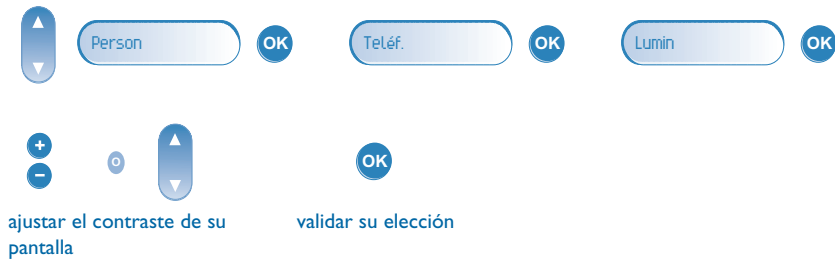 Person OK Teléf. OK Lumin OK
+
− o OK
ajustar el contraste de su validar su elección
pantalla